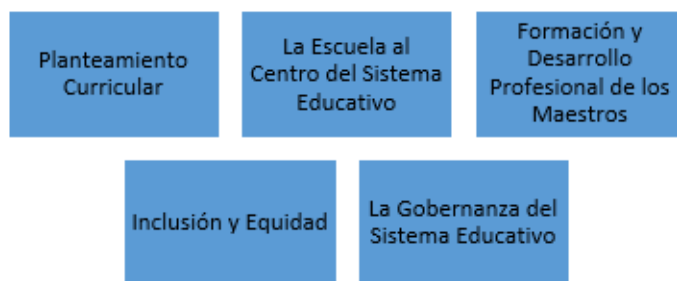 Planteamiento
Curricular
La Escuela al
Centro del Sistema
Educativo
Formación y
Desarrollo
Profesional de los
Maestros
Inclusión y Equidad
La Gobernanza del
Sistema Educativo